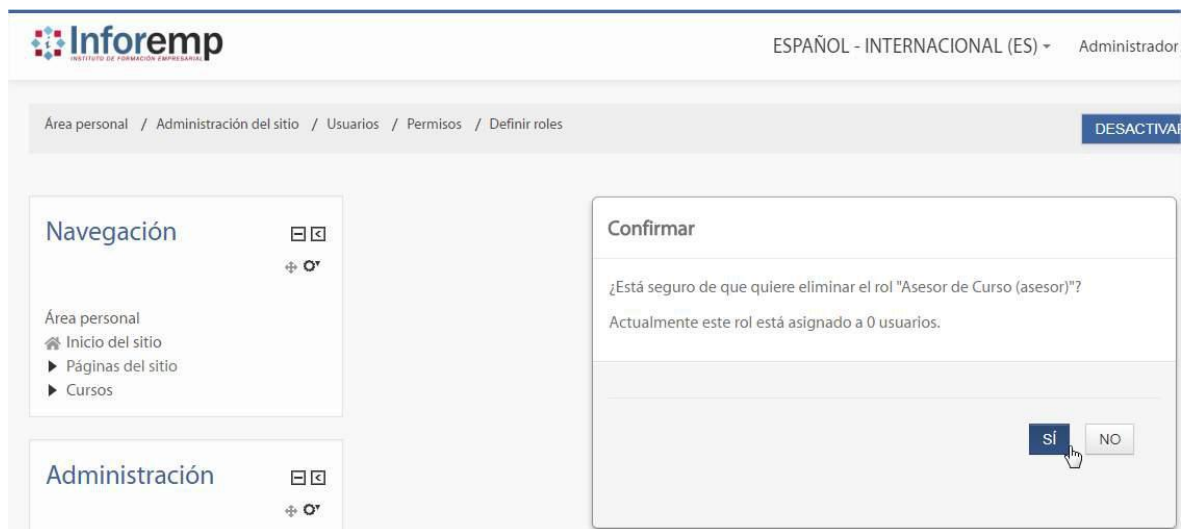 Inforemp
INSTITUTO DE FORMACIÓN EMPRESARIAL
ESPAÑOL - INTERNACIONAL (ES)
Administrador
Área personal / Administración del sitio / Usuarios / Permisos / Definir roles
DESACTIVAR
Navegación
Área personal
Inicio del sitio
Páginas del sitio
Cursos
Administración
Confirmar
¿Está seguro de que quiere eliminar el rol "Asesor de Curso (asesor)"?
Actualmente este rol está asignado a 0 usuarios.
SÍ
NO